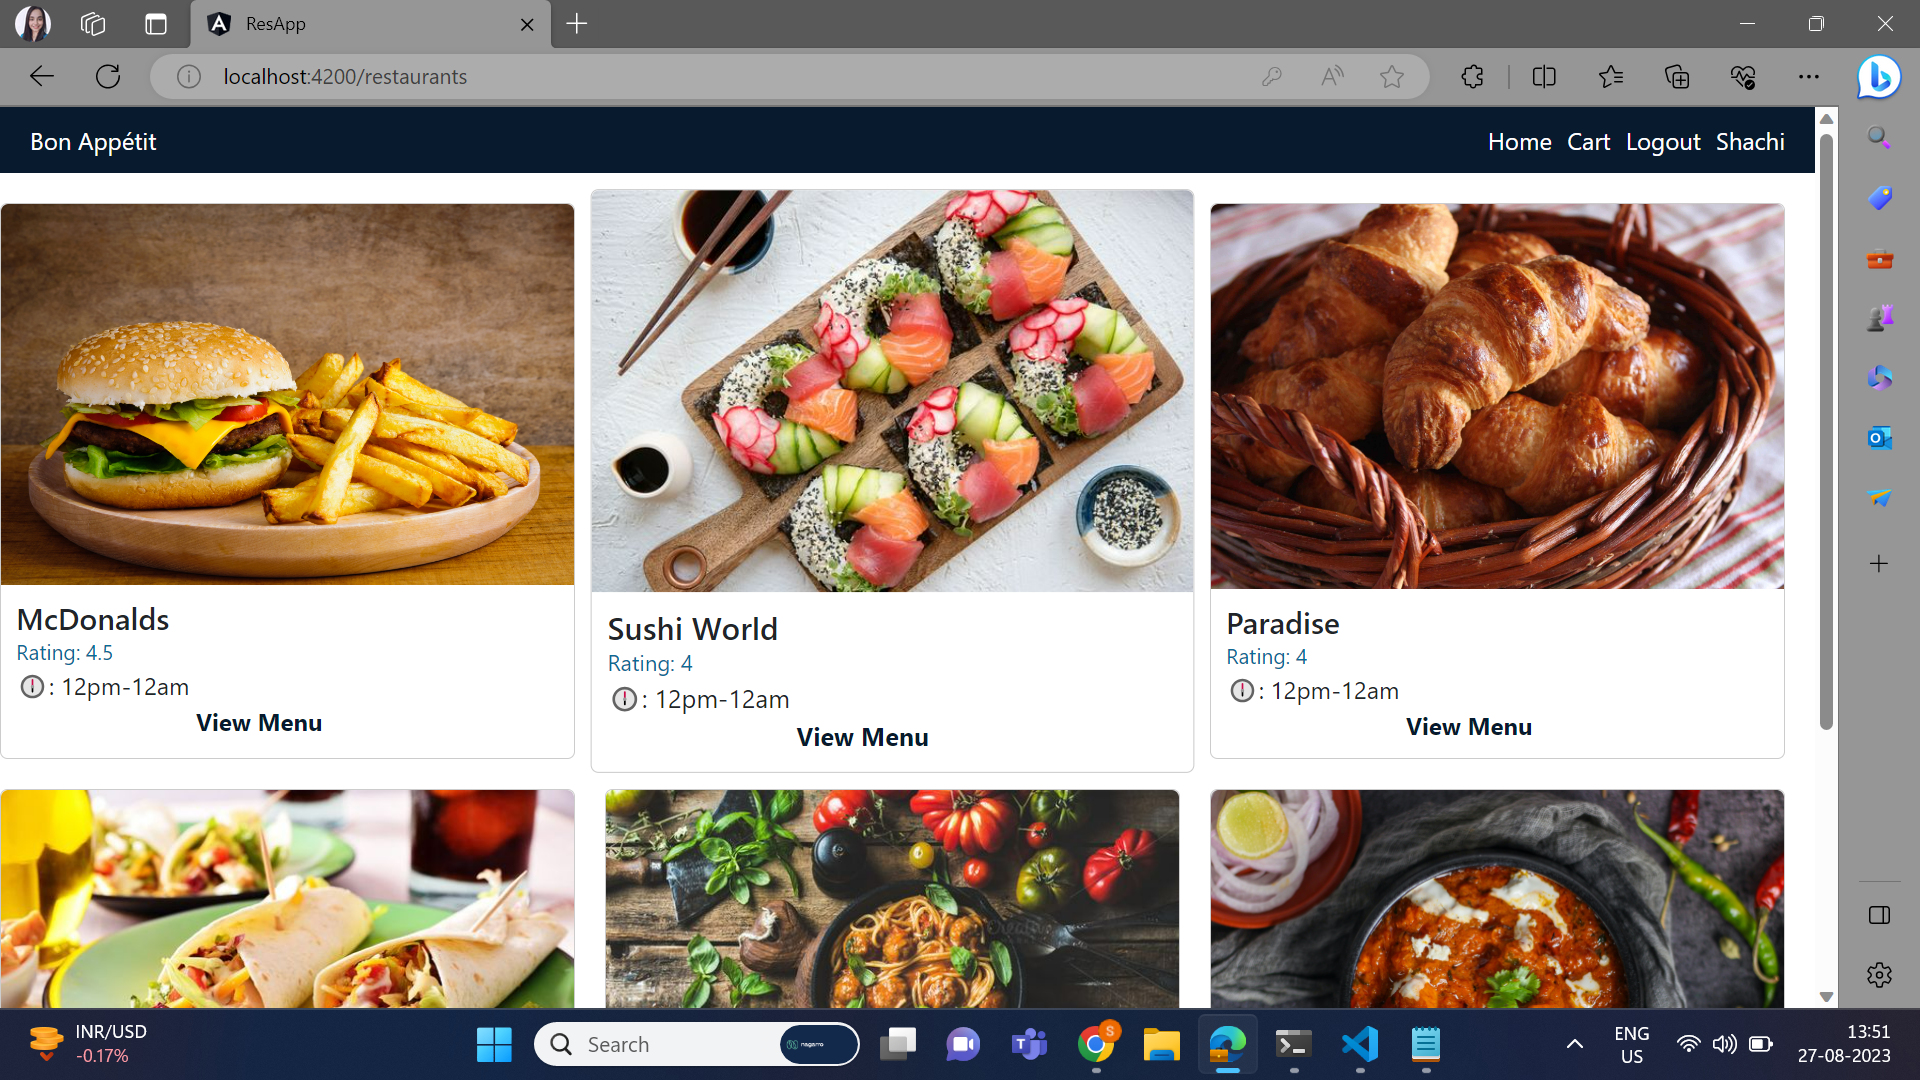 ResApp
localhost:4200/restaurants
Bon Appétit
Home Cart Logout Shachi
McDonalds
Rating: 4.5
: 12pm-12am
View Menu
Sushi World
Rating: 4
: 12pm-12am
View Menu
Paradise
Rating: 4
: 12pm-12am
View Menu
INR/USD
-0.17%
Search
nagarro
S
ENG
US
13:51
27-08-2023